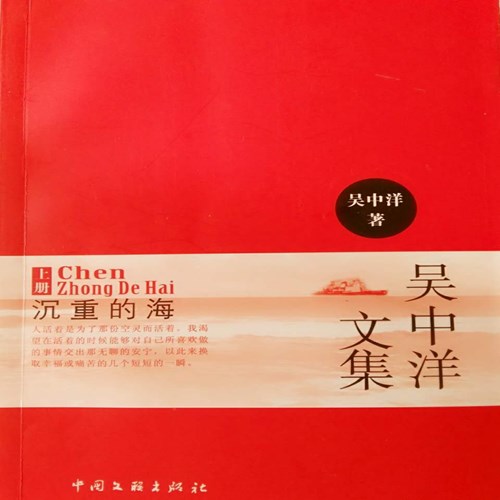 吴中洋
著
吴中洋
文集
上册
Chen
Zhong De Hai
沉重的海
人活着是为了那份空灵而活着，我渴
望在活着的时候能够对自己所喜欢做
的事情交出那无聊的安宁，以此来换
取幸福或痛苦的几个短短的一瞬。
中国文联出版社